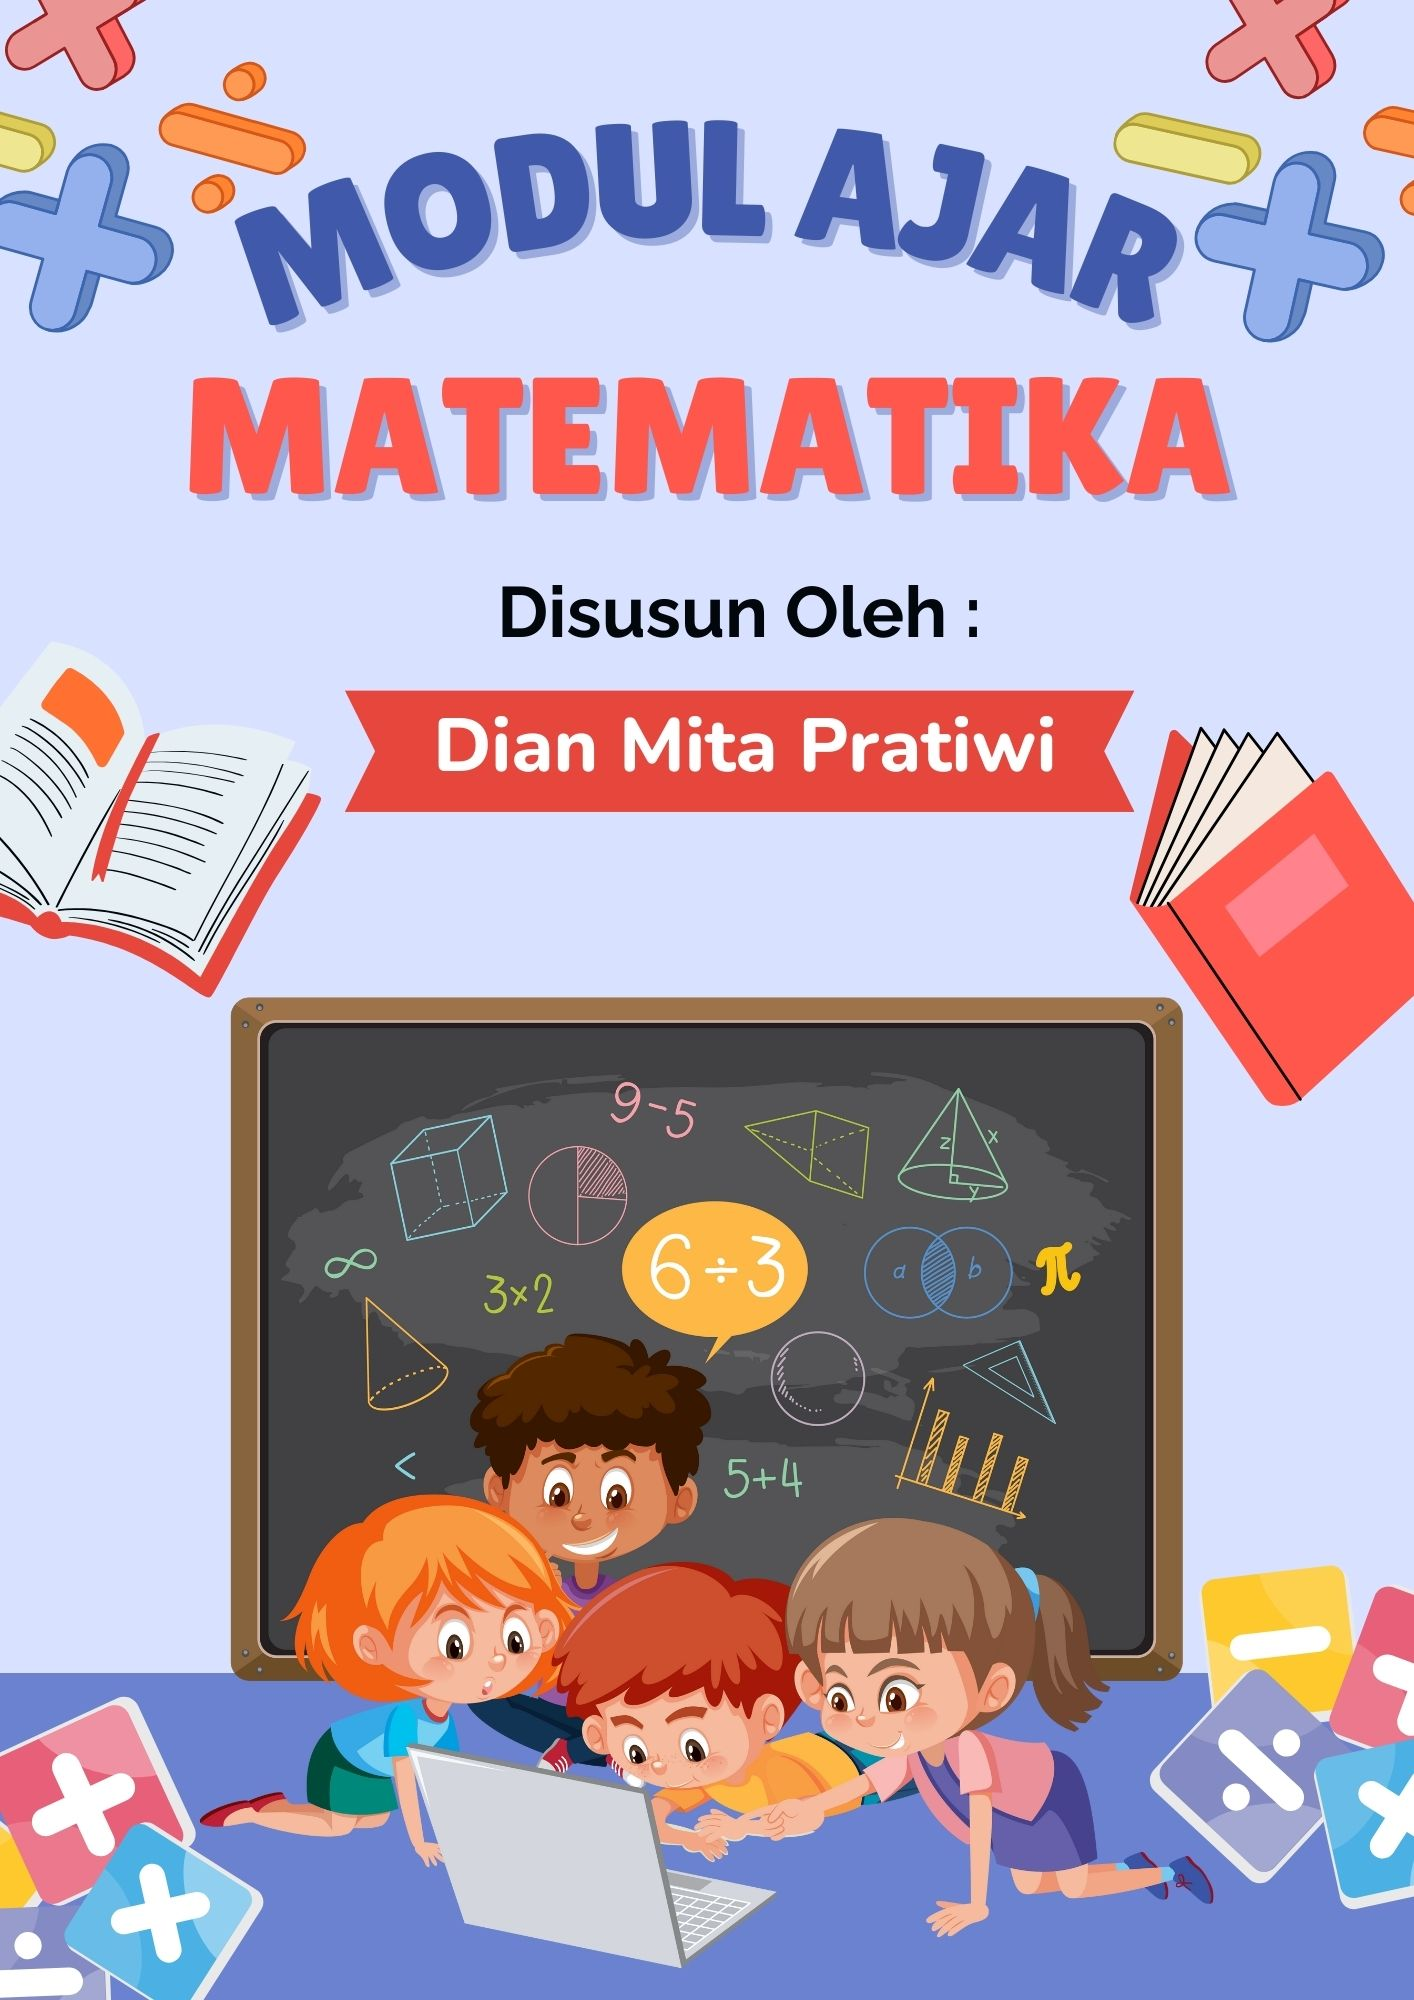 MODUL AJAR
MATEMATIKA
Disusun Oleh :
Dian Mita Pratiwi
9-5
z x
y
6÷3
a b
π
∞
3×2
<
5+4